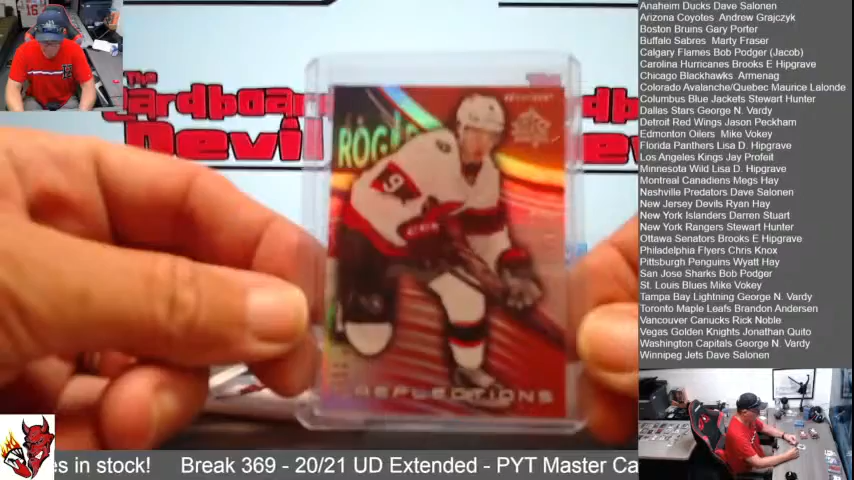 The
Cardboard
Devil
ROG
9
CCM
REFLECTIONS
16
Anaheim Ducks Dave Salonen
Arizona Coyotes Andrew Grajczyk
Boston Bruins Gary Porter
Buffalo Sabres Marty Fraser
Calgary Flames Bob Podger (Jacob)
Carolina Hurricanes Brooks E Hipgrave
Chicago Blackhawks Armenag
Colorado Avalanche/Quebec Maurice Lalonde
Columbus Blue Jackets Stewart Hunter
Dallas Stars George N. Vardy
Detroit Red Wings Jason Peckham
Edmonton Oilers Mike Vokey
Florida Panthers Lisa D. Hipgrave
Los Angeles Kings Jay Profeit
Minnesota Wild Lisa D. Hipgrave
Montreal Canadiens Megs Hay
Nashville Predators Dave Salonen
New Jersey Devils Ryan Hay
New York Islanders Darren Stuart
New York Rangers Stewart Hunter
Ottawa Senators Brooks E Hipgrave
Philadelphia Flyers Chris Knox
Pittsburgh Penguins Wyatt Hay
San Jose Sharks Bob Podger
St. Louis Blues Mike Vokey
Tampa Bay Lightning George N. Vardy
Toronto Maple Leafs Brandon Andersen
Vancouver Canucks Rick Noble
Vegas Golden Knights Jonathan Quito
Washington Capitals George N. Vardy
Winnipeg Jets Dave Salonen
es in stock! Break 369 - 20/21 UD Extended - PYT Master Ca